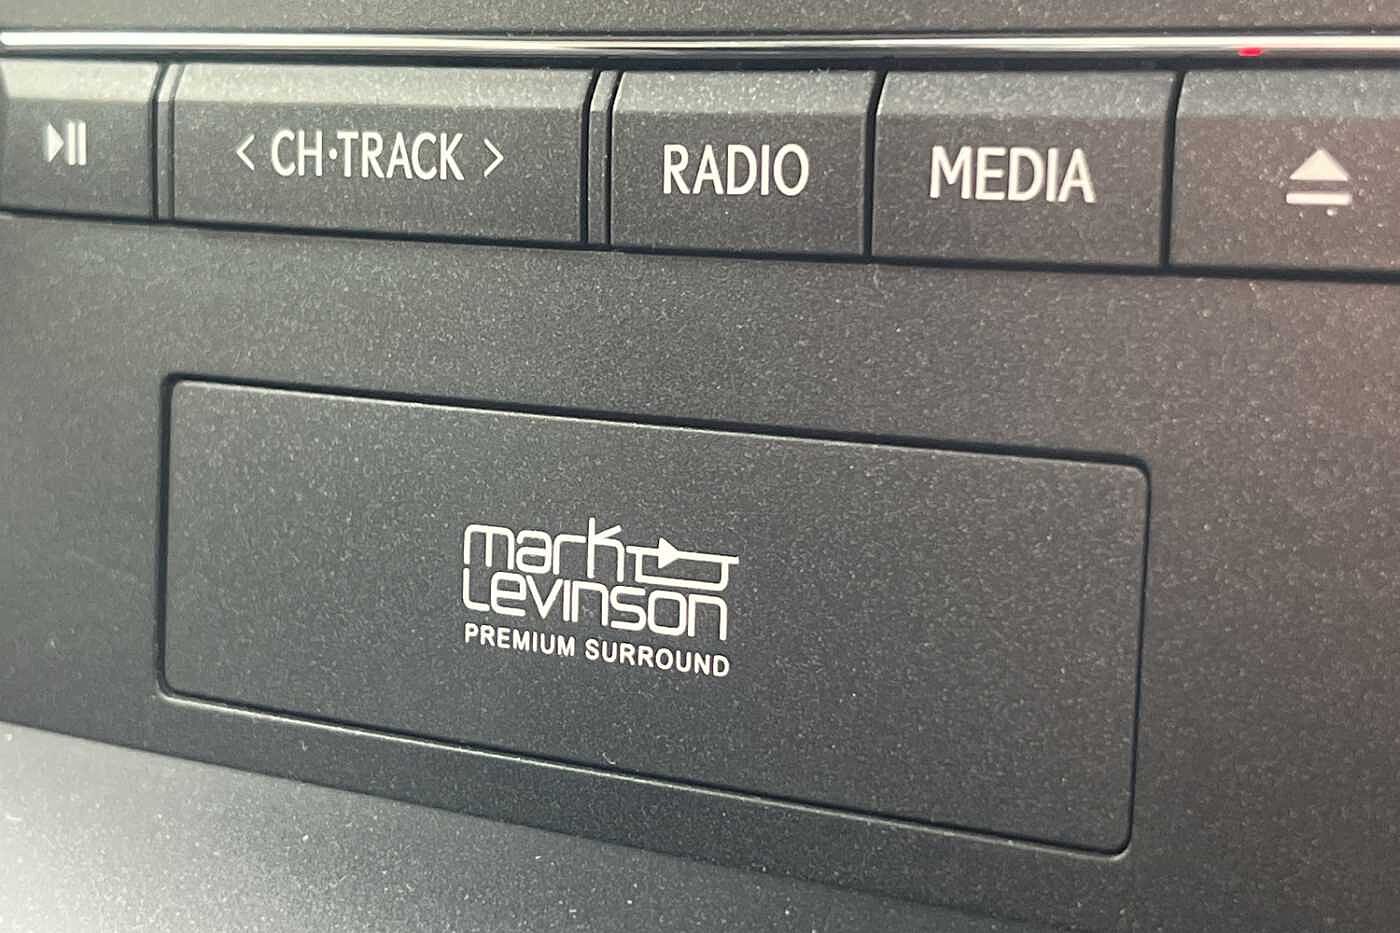 < CH·TRACK >
RADIO
MEDIA
mark
Levinson
PREMIUM SURROUND